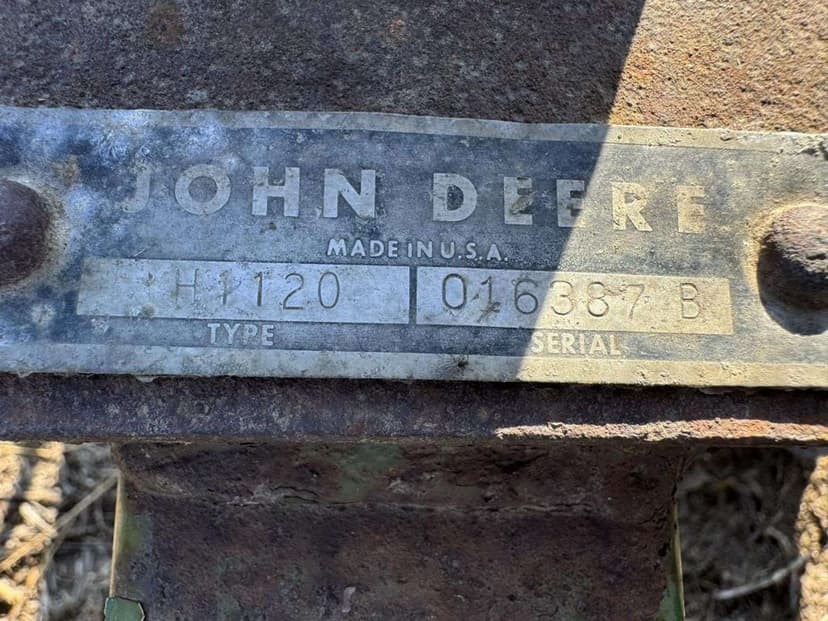 JOHN DEERE
MADE IN U.S.A.
H1120 016387 B
TYPE SERIAL